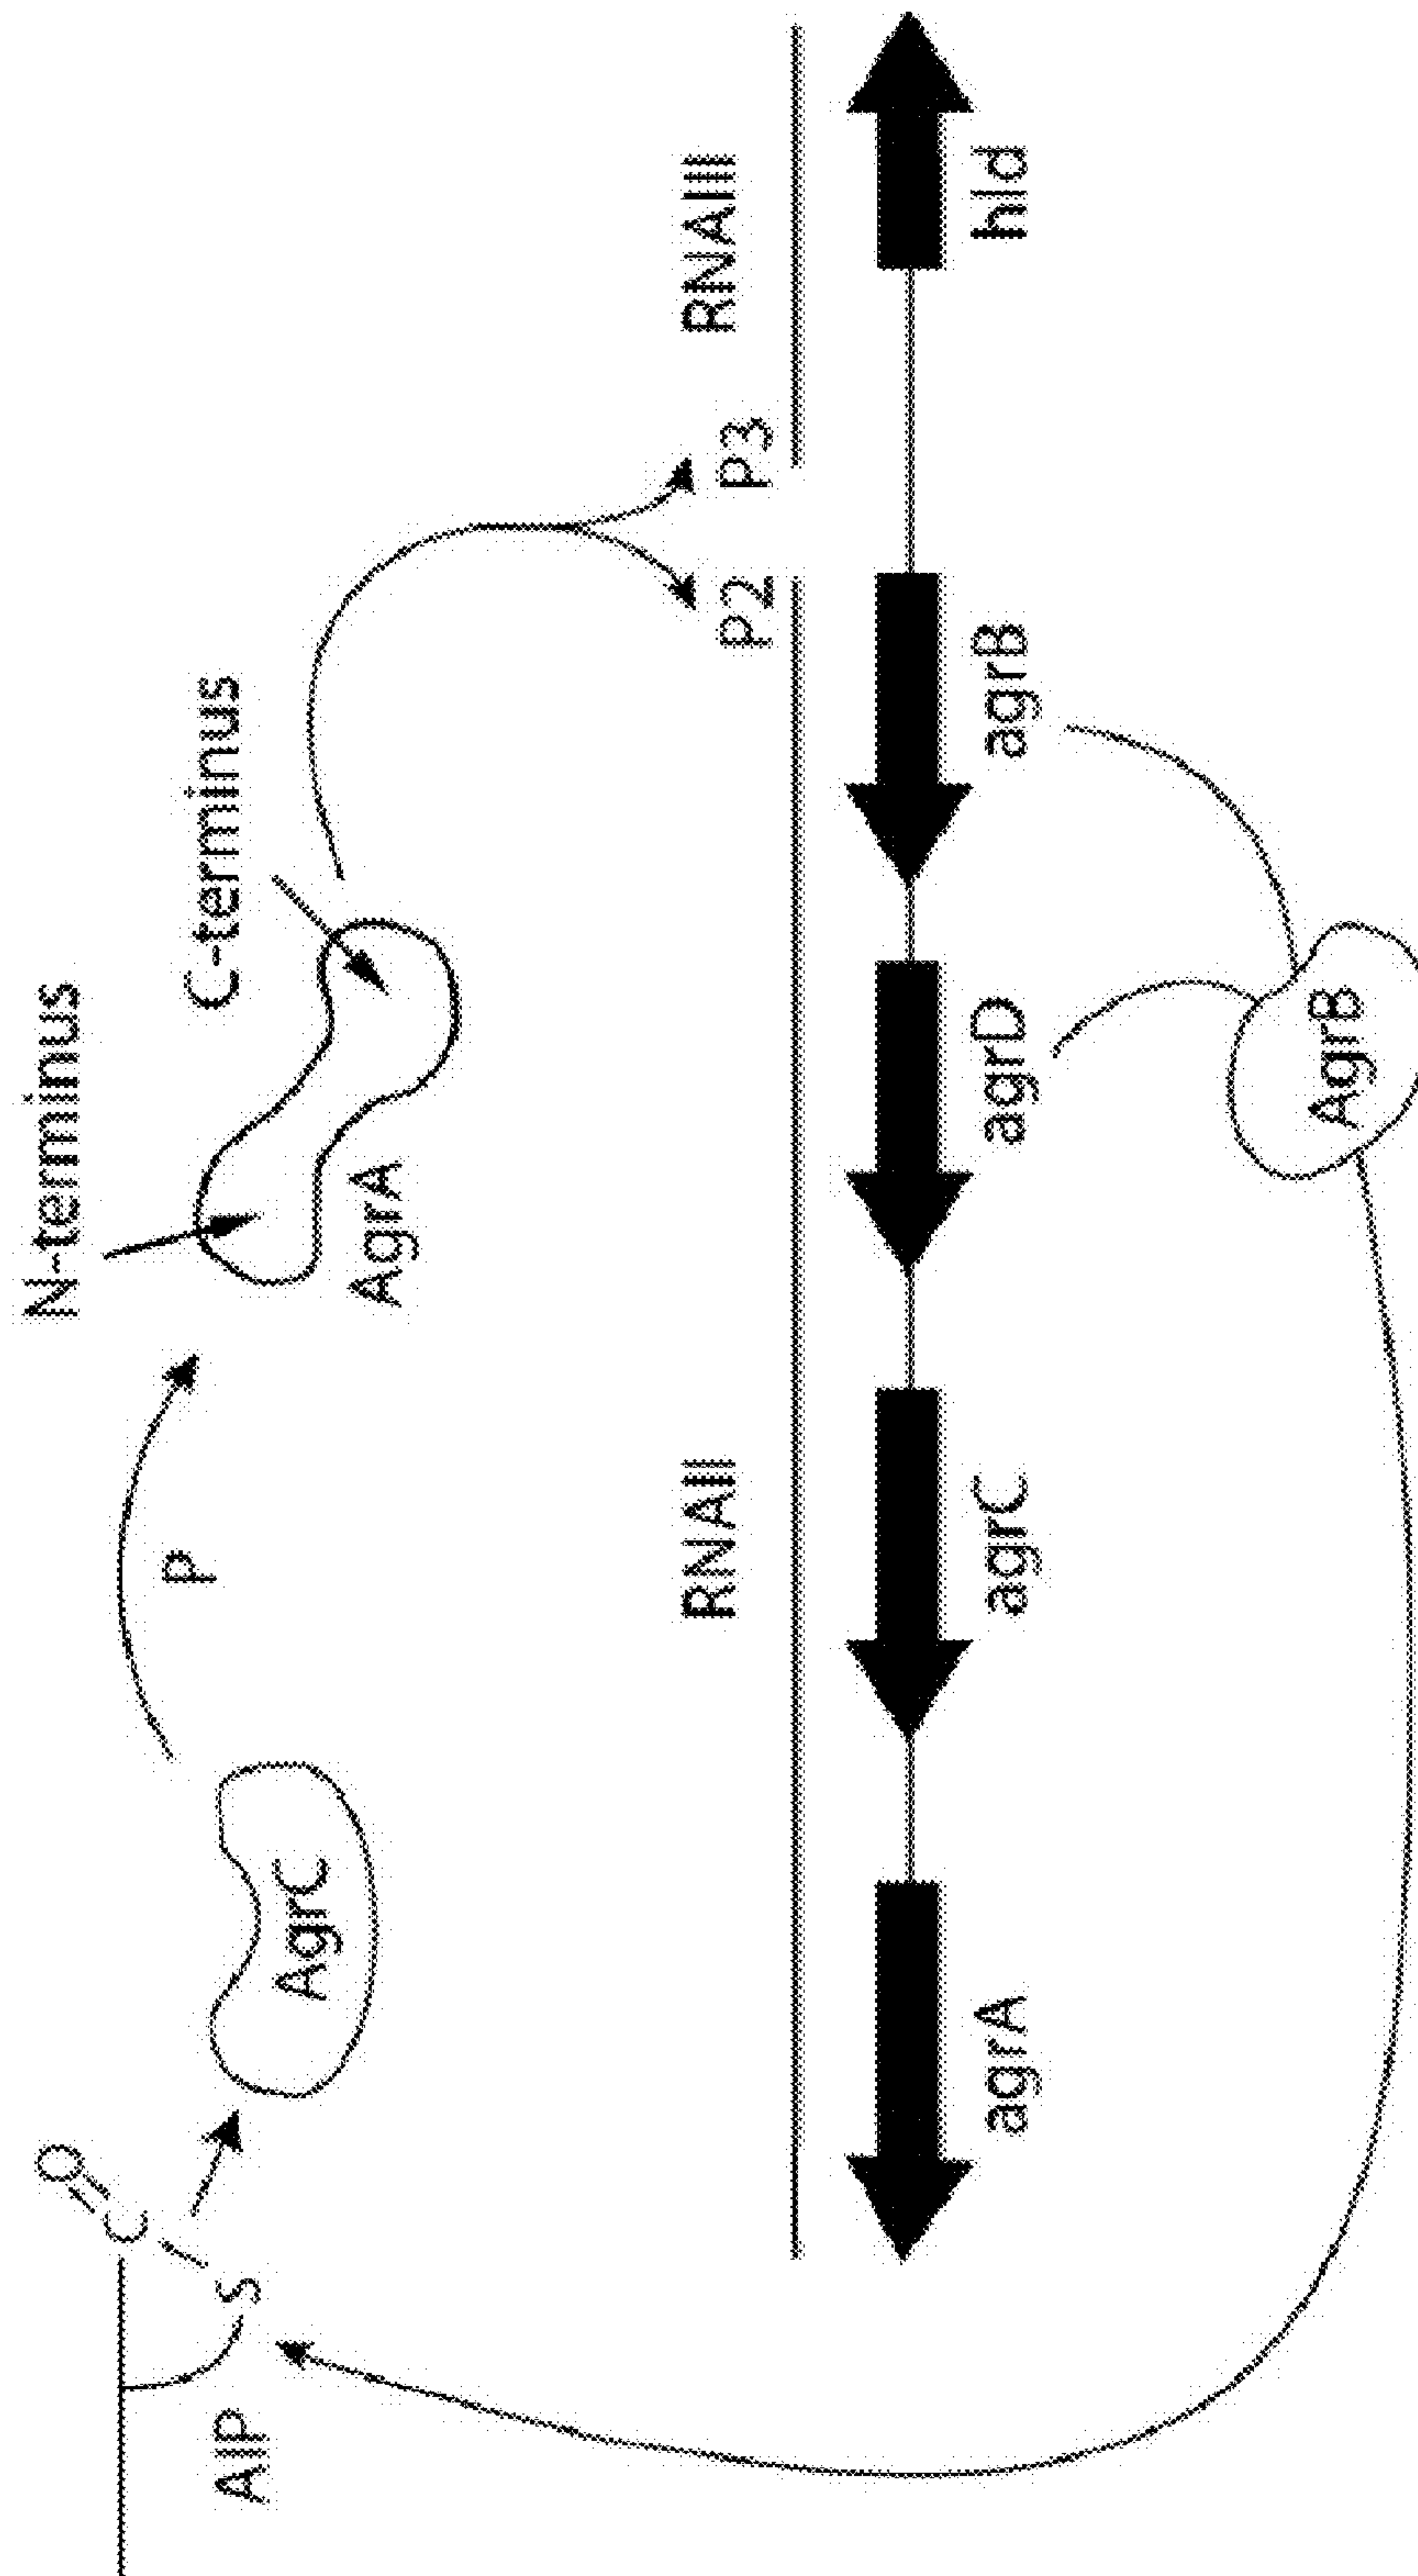 N-terminus
C-terminus
O
C
S
AIP
AgrC
P
AgrA
RNAII
P2
P3
RNAIII
agrA
agrC
agrD
agrB
hld
AgrB